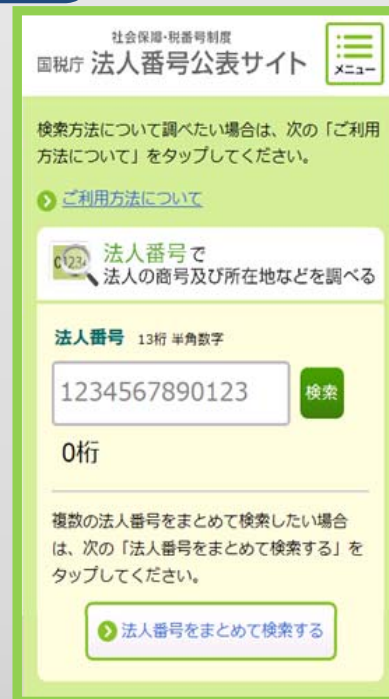 社会保障・税番号制度
国税庁 法人番号公表サイト
メニュー
検索方法について調べたい場合は、次の「ご利用
方法について」をタップしてください。
ご利用方法について
法人番号で
法人の商号及び所在地などを調べる
法人番号 13桁 半角数字
1234567890123
検索
0桁
複数の法人番号をまとめて検索したい場合
は、次の「法人番号をまとめて検索する」を
タップしてください。
法人番号をまとめて検索する